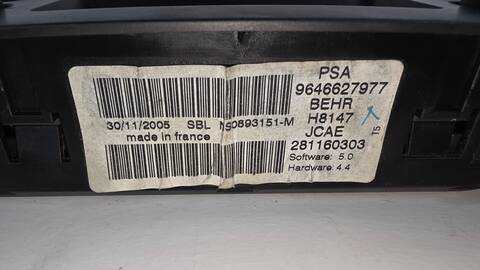 PSA
9646627977
BEHR
H8147
JCAE
281160303
Software: 5.0
Hardware: 4.4
30/11/2005 SBL N90893151-M
made in france